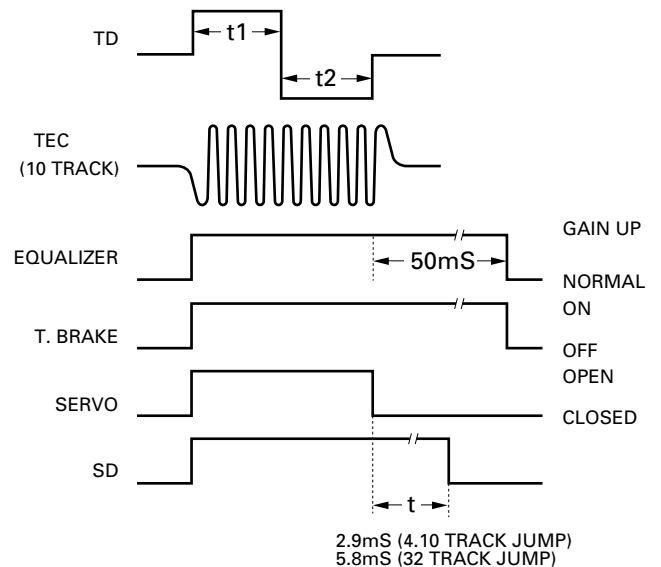 TD
t1
t2
TEC
(10 TRACK)
EQUALIZER
50mS
GAIN UP
NORMAL
T. BRAKE
ON
OFF
SERVO
OPEN
CLOSED
SD
t
2.9mS (4.10 TRACK JUMP)
5.8mS (32 TRACK JUMP)